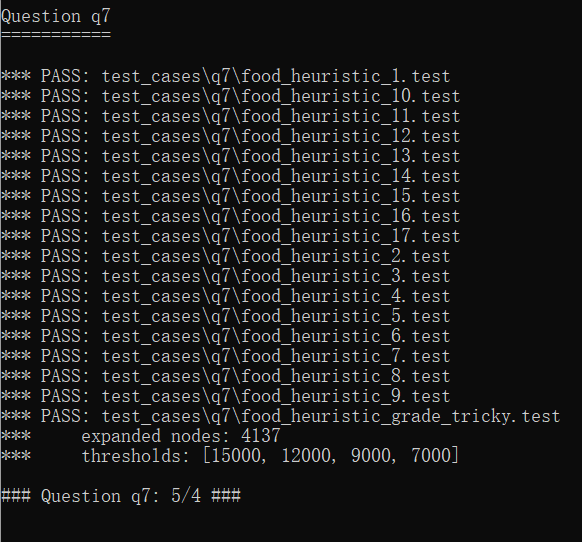 Question q7
===========
*** PASS: test_cases\q7\food_heuristic_1.test
*** PASS: test_cases\q7\food_heuristic_10.test
*** PASS: test_cases\q7\food_heuristic_11.test
*** PASS: test_cases\q7\food_heuristic_12.test
*** PASS: test_cases\q7\food_heuristic_13.test
*** PASS: test_cases\q7\food_heuristic_14.test
*** PASS: test_cases\q7\food_heuristic_15.test
*** PASS: test_cases\q7\food_heuristic_16.test
*** PASS: test_cases\q7\food_heuristic_17.test
*** PASS: test_cases\q7\food_heuristic_2.test
*** PASS: test_cases\q7\food_heuristic_3.test
*** PASS: test_cases\q7\food_heuristic_4.test
*** PASS: test_cases\q7\food_heuristic_5.test
*** PASS: test_cases\q7\food_heuristic_6.test
*** PASS: test_cases\q7\food_heuristic_7.test
*** PASS: test_cases\q7\food_heuristic_8.test
*** PASS: test_cases\q7\food_heuristic_9.test
*** PASS: test_cases\q7\food_heuristic_grade_tricky.test
***     expanded nodes: 4137
***     thresholds: [15000, 12000, 9000, 7000]
### Question q7: 5/4 ###